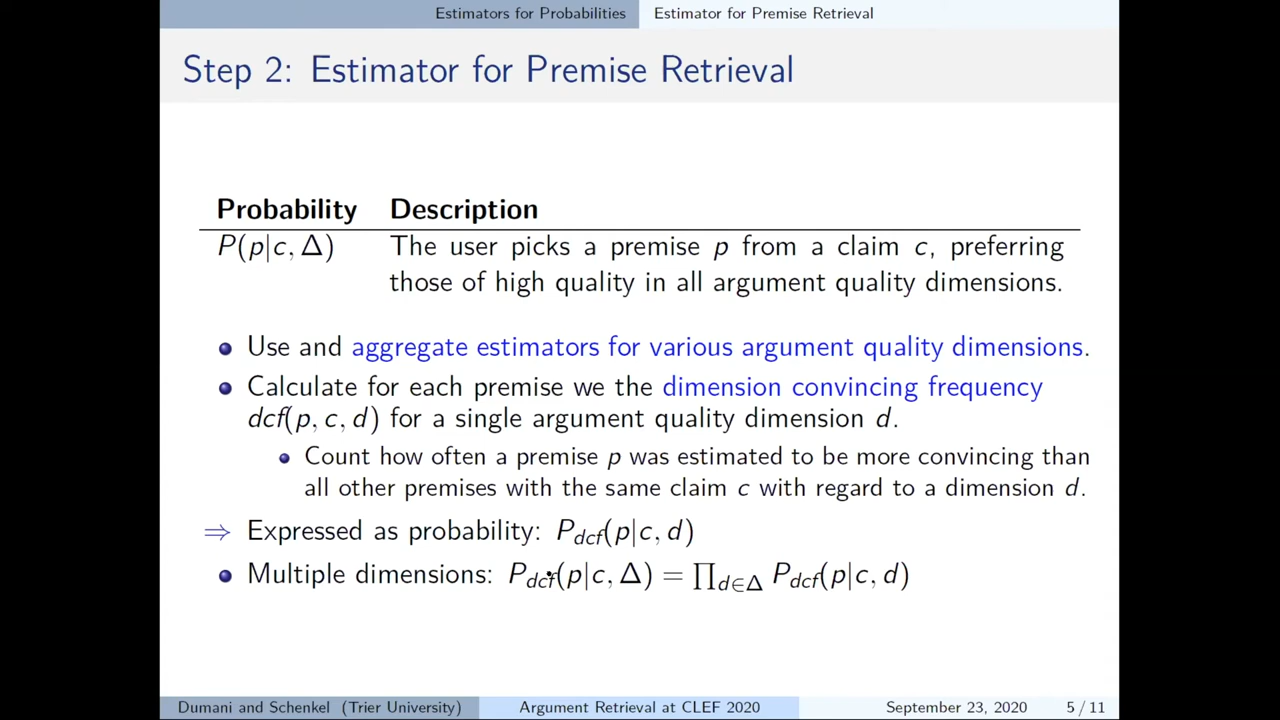 Estimators for Probabilities Estimator for Premise Retrieval
Step 2: Estimator for Premise Retrieval
Probability Description
P(p|c, Δ) The user picks a premise p from a claim c, preferring
those of high quality in all argument quality dimensions.
Use and aggregate estimators for various argument quality dimensions.
Calculate for each premise we the dimension convincing frequency
dcf(p, c, d) for a single argument quality dimension d.
Count how often a premise p was estimated to be more convincing than
all other premises with the same claim c with regard to a dimension d.
⇒ Expressed as probability: P_dcf(p|c, d)
Multiple dimensions: P_dcf(p|c, Δ) = ∏_{d∈Δ} P_dcf(p|c, d)
Dumani and Schenkel (Trier University) Argument Retrieval at CLEF 2020 September 23, 2020 5 / 11